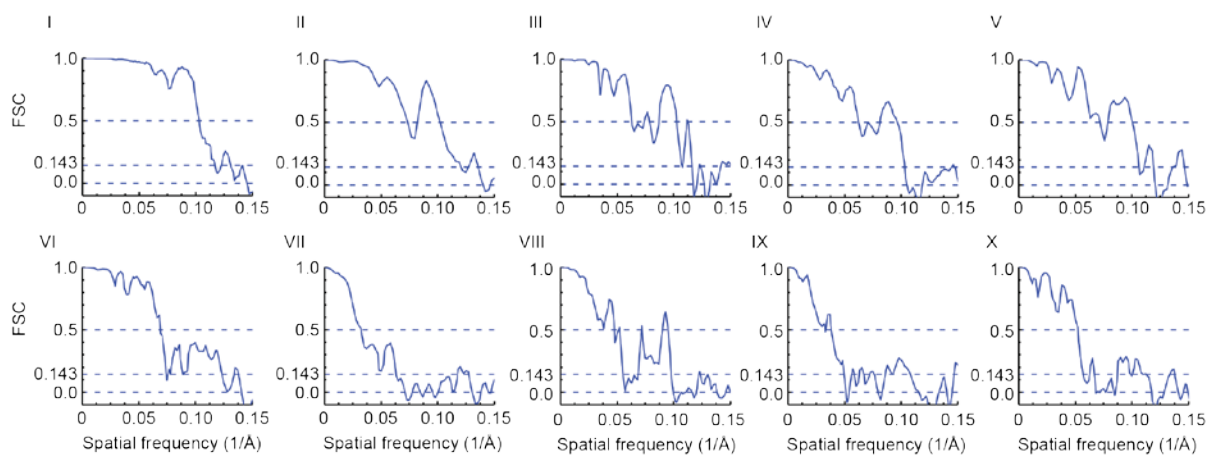 I II III IV V
1.0 1.0 1.0 1.0 1.0
FSC
0.5 0.5 0.5 0.5 0.5
0.143 0.143 0.143 0.143 0.143
0.0 0.0 0.0 0.0 0.0
0 0.05 0.10 0.15 0 0.05 0.10 0.15 0 0.05 0.10 0.15 0 0.05 0.10 0.15 0 0.05 0.10 0.15
VI VII VIII IX X
1.0 1.0 1.0 1.0 1.0
FSC
0.5 0.5 0.5 0.5 0.5
0.143 0.143 0.143 0.143 0.143
0.0 0.0 0.0 0.0 0.0
0 0.05 0.10 0.15 0 0.05 0.10 0.15 0 0.05 0.10 0.15 0 0.05 0.10 0.15 0 0.05 0.10 0.15
Spatial frequency (1/Å) Spatial frequency (1/Å) Spatial frequency (1/Å) Spatial frequency (1/Å) Spatial frequency (1/Å)